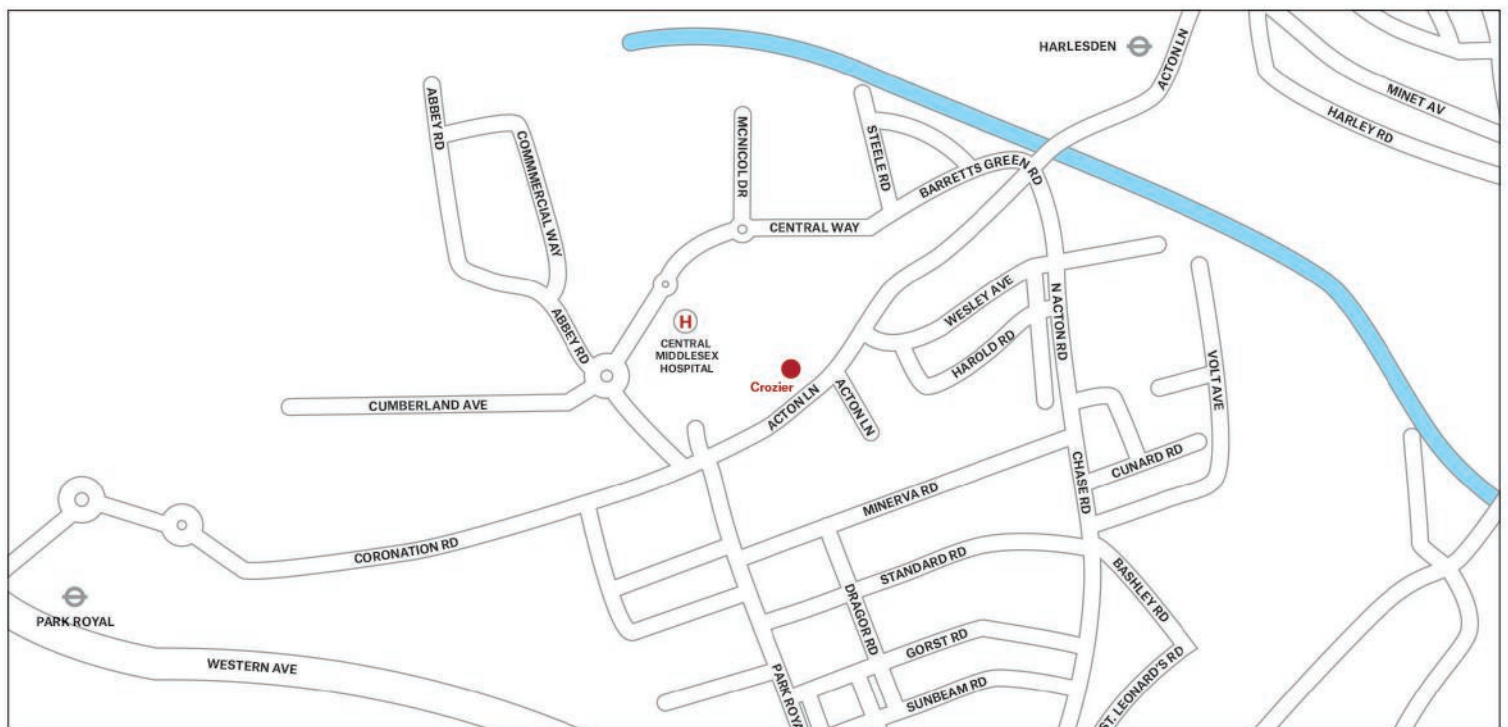 HARLESDEN
ACTON LN
MINET AV
HARLEY RD
ABBEY RD
COMMMERCIAL WAY
MCNICOL DR
STEELE RD
BARRETTS GREEN RD
CENTRAL WAY
WESLEY AVE
N ACTON RD
HAROLD RD
VOLT AVE
ABBEY RD
H
CENTRAL
MIDDLESEX
HOSPITAL
Crozier
ACTON LN
ACTON LN
CUMBERLAND AVE
CUNARD RD
CHASE RD
MINERVA RD
CORONATION RD
STANDARD RD
BASHLEY RD
DRAGOR RD
PARK ROYAL
GORST RD
WESTERN AVE
PARK ROYA
SUNBEAM RD
ST. LEONARD'S RD